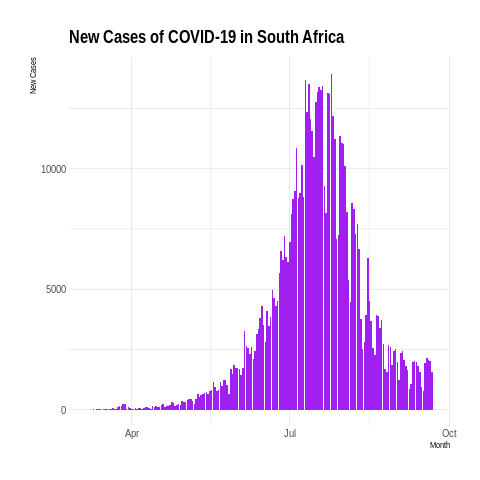 New Cases of COVID-19 in South Africa
New Cases
10000
5000
0
Apr
Jul
Oct
Month